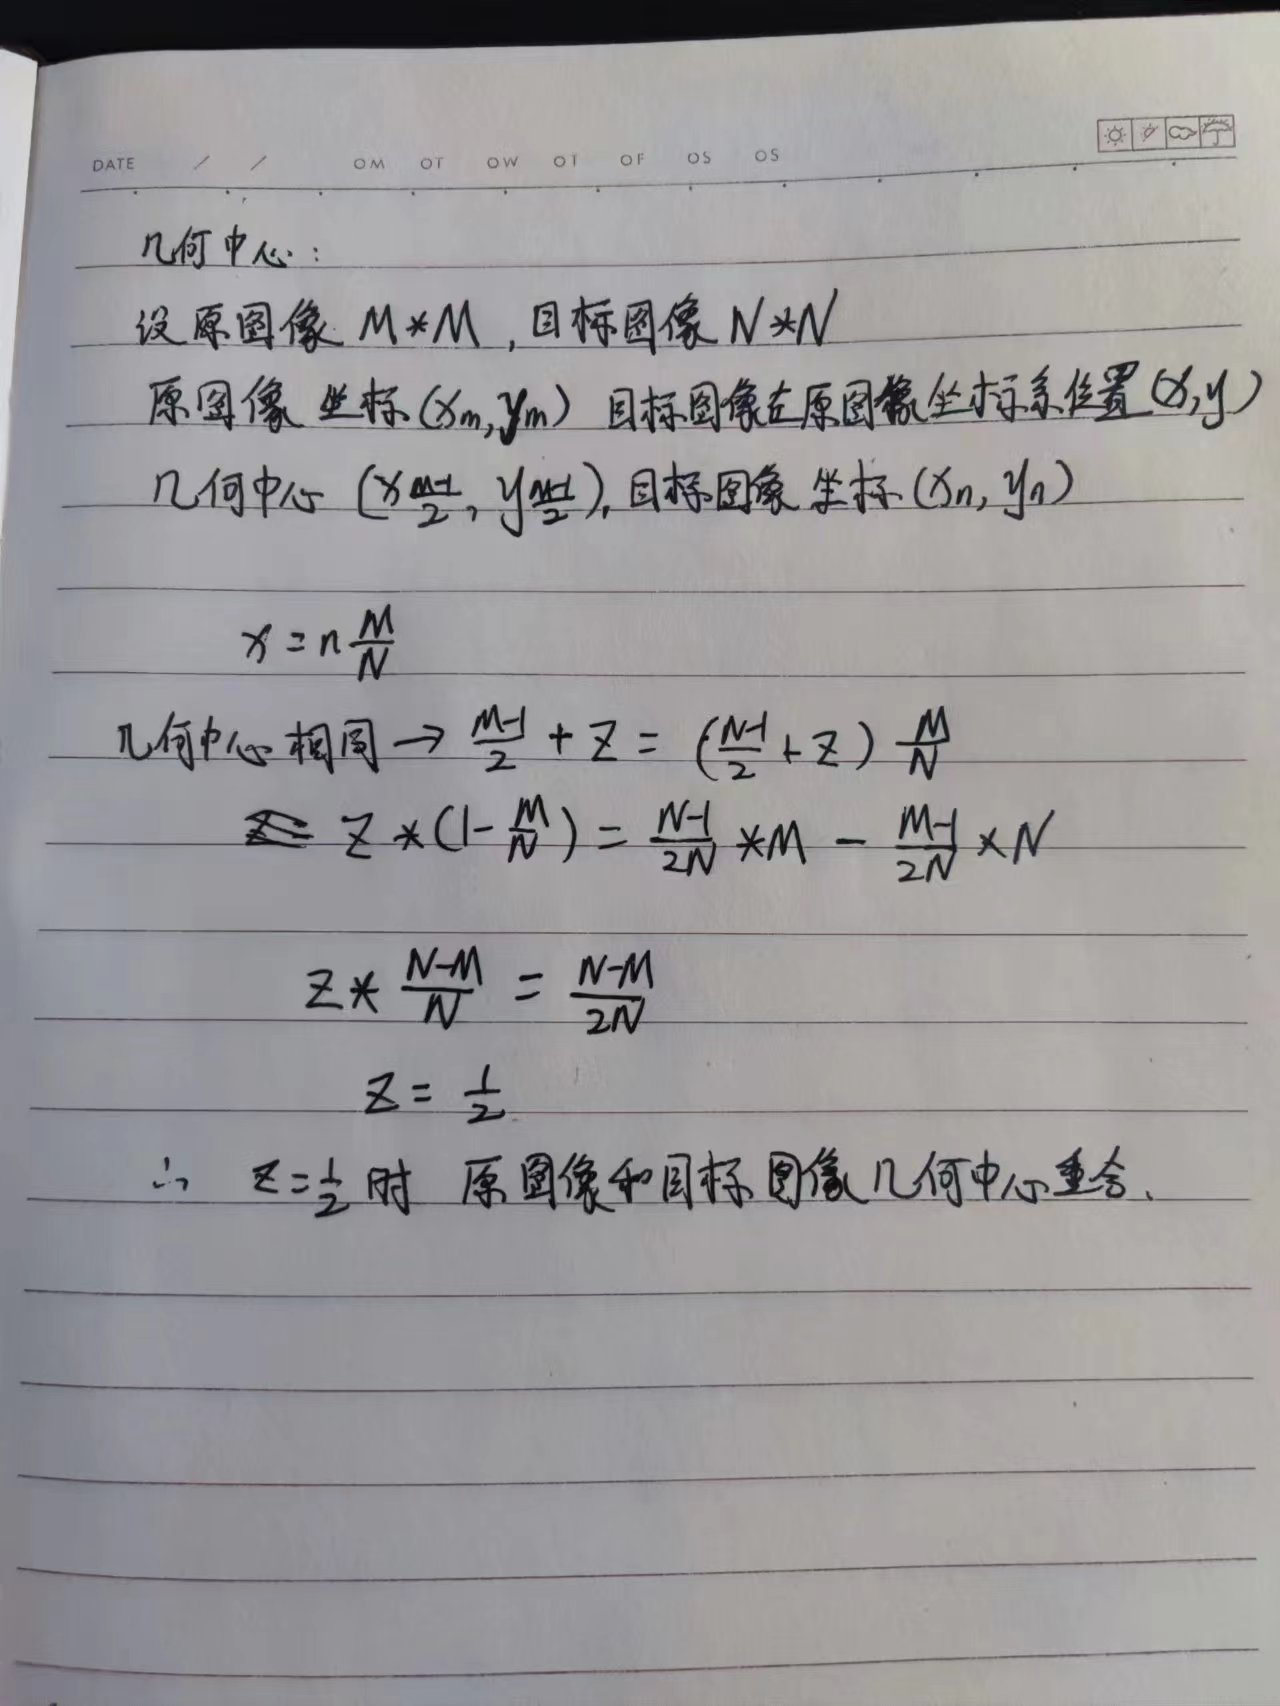 DATE / / OM OT OW OT OF OS OS
几何中心:
设原图像 M*M,目标图像 N*N
原图像 坐标(xm,ym) 目标图像在原图像坐标系位置(x,y)
几何中心 (x_{\frac{M-1}{2}}, y_{\frac{M-1}{2}}),目标图像 坐标(xn, yn)
x = n\frac{M}{N}
几何中心相同 → \frac{M-1}{2} + Z = (\frac{N-1}{2} + Z) \frac{M}{N}
Z *(1- \frac{M}{N}) = \frac{N-1}{2N} *M - \frac{M-1}{2N} ×N
Z* \frac{N-M}{N} = \frac{N-M}{2N}
Z = \frac{1}{2}
∴ Z=\frac{1}{2}时 原图像和目标图像几何中心重合.